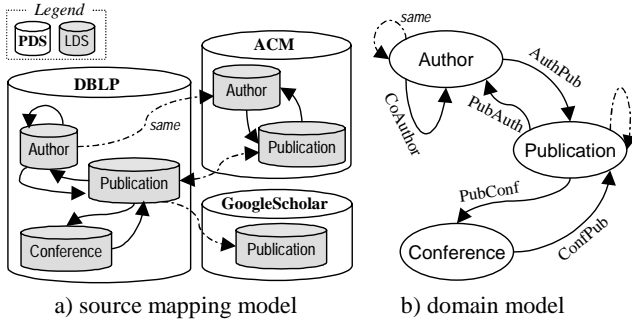 Legend
PDS LDS
DBLP
Author
Publication
Conference
same
ACM
Author
Publication
GoogleScholar
Publication
a) source mapping model
same
Author
AuthPub
CoAuthor
PubAuth
Publication
PubConf
ConfPub
Conference
b) domain model